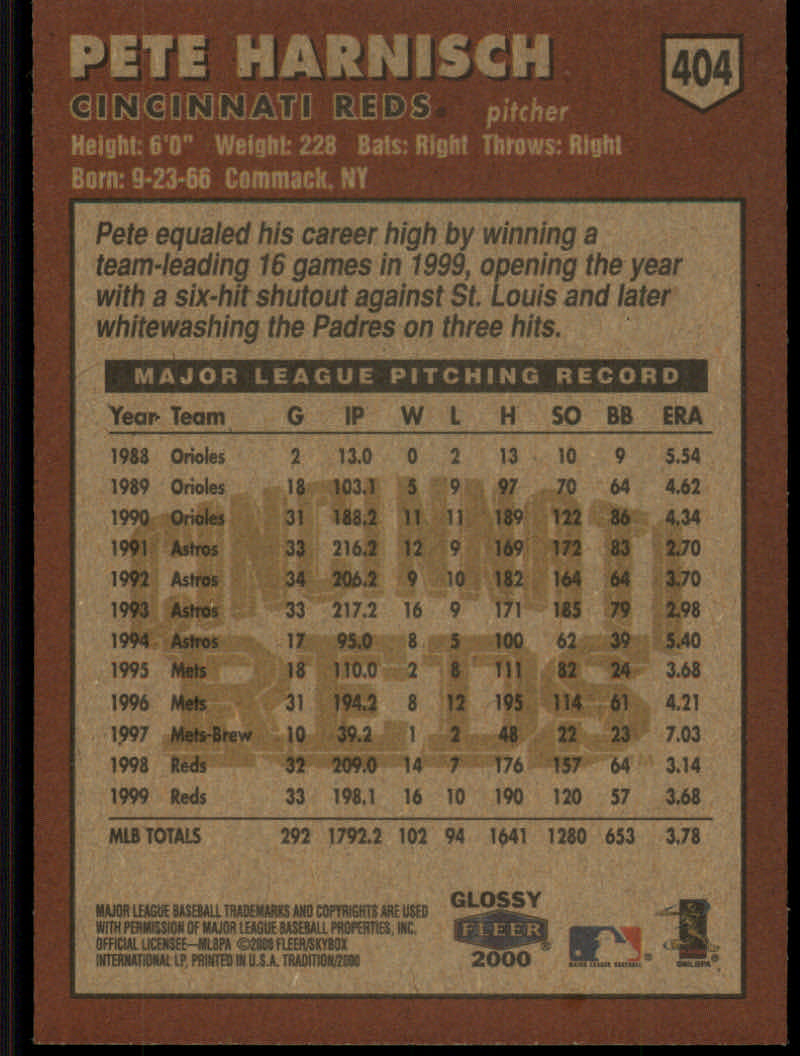 PETE HARNISCH
404
CINCINNATI REDS. pitcher
Height: 6'0" Weight: 228 Bats: Right Throws: Right
Born: 9-23-66 Commack, NY
Pete equaled his career high by winning a
team-leading 16 games in 1999, opening the year
with a six-hit shutout against St. Louis and later
whitewashing the Padres on three hits.
MAJOR LEAGUE PITCHING RECORD
Year Team G IP W L H SO BB ERA
1988 Orioles 2 13.0 0 2 13 10 9 5.54
1989 Orioles 18 103.1 5 9 97 70 64 4.62
1990 Orioles 31 188.2 11 11 189 122 86 4.34
1991 Astros 33 216.2 12 9 169 172 83 2.70
1992 Astros 34 206.2 9 10 182 164 64 3.70
1993 Astros 33 217.2 16 9 171 185 79 2.98
1994 Astros 17 95.0 8 5 100 62 39 5.40
1995 Mets 18 110.0 2 8 111 82 24 3.68
1996 Mets 31 194.2 8 12 195 114 61 4.21
1997 Mets-Brew 10 39.2 1 2 48 22 23 7.03
1998 Reds 32 209.0 14 7 176 157 64 3.14
1999 Reds 33 198.1 16 10 190 120 57 3.68
MLB TOTALS 292 1792.2 102 94 1641 1280 653 3.78
CINCINNATI
REDS
MAJOR LEAGUE BASEBALL TRADEMARKS AND COPYRIGHTS ARE USED
WITH PERMISSION OF MAJOR LEAGUE BASEBALL PROPERTIES, INC.
OFFICIAL LICENSEE—MLBPA ©2000 FLEER/SKYBOX
INTERNATIONAL LP, PRINTED IN U.S.A. TRADITION/2000
GLOSSY
FLEER®
2000
MAJOR LEAGUE BASEBALL ®
©MLBPA